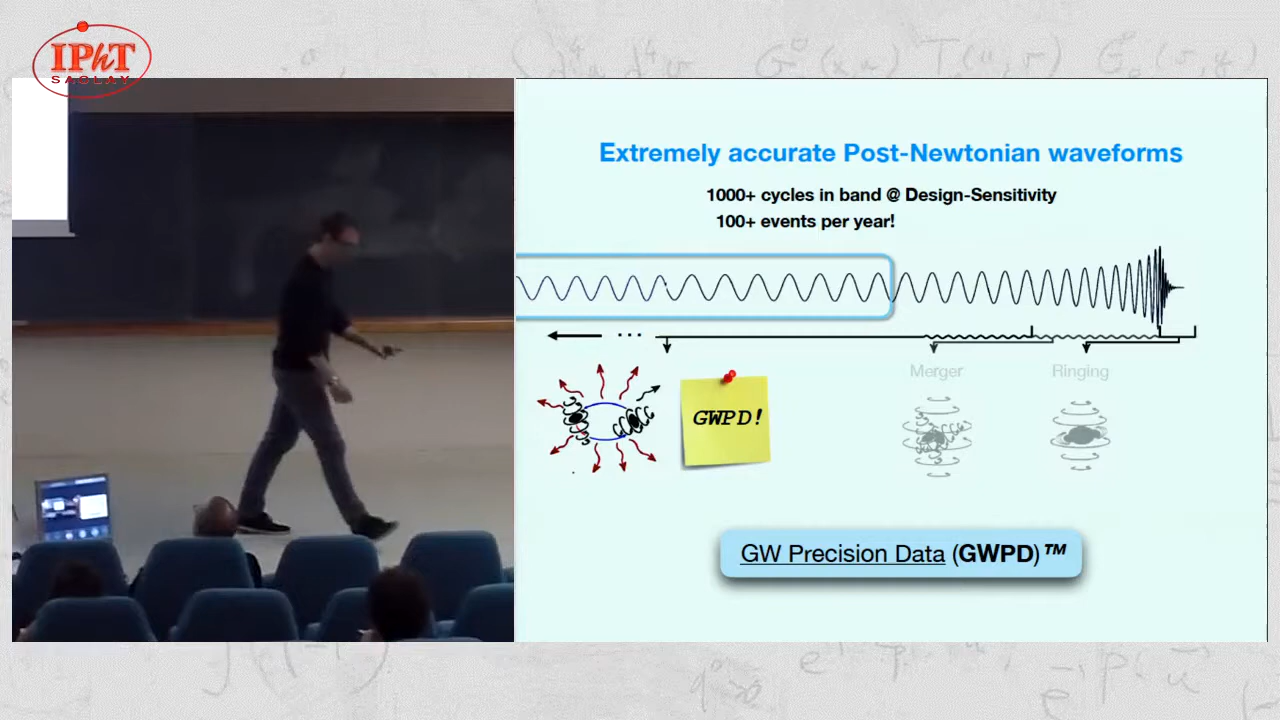 IPhT
SACLAY
Extremely accurate Post-Newtonian waveforms
1000+ cycles in band @ Design-Sensitivity
100+ events per year!
...
GWPD!
Merger
Ringing
GW Precision Data (GWPD)™